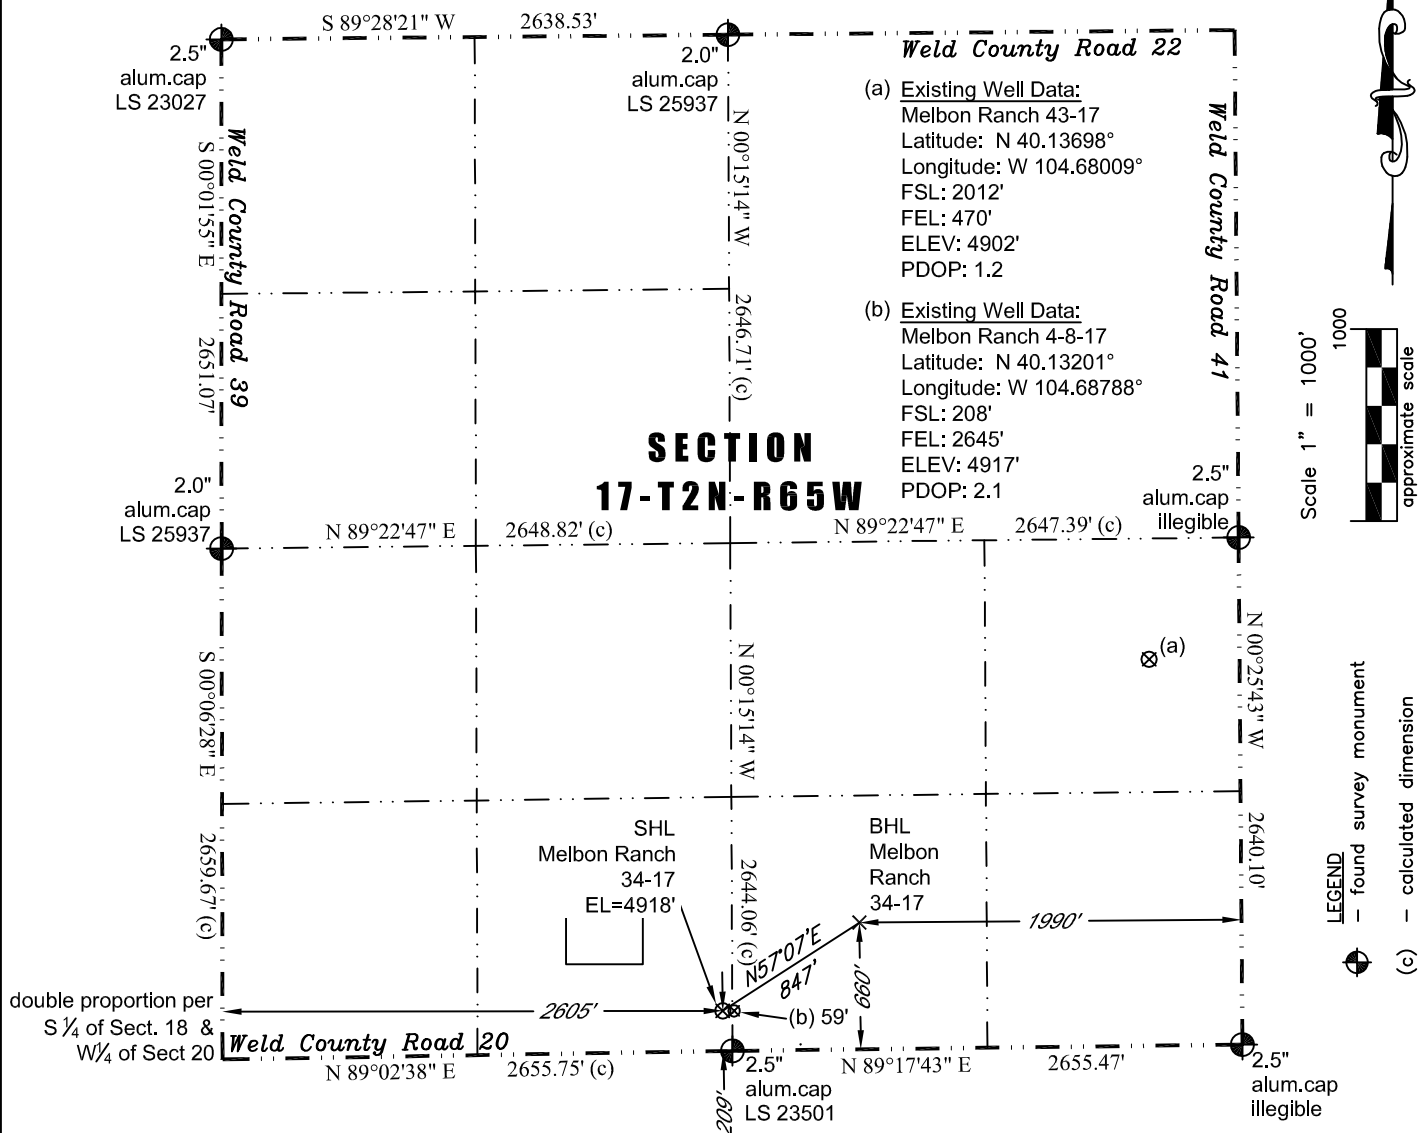 S 89°28'21" W 2638.53'
2.5"
alum.cap
LS 23027
2.0"
alum.cap
LS 25937
Weld County Road 22
(a) Existing Well Data:
Melbon Ranch 43-17
Latitude: N 40.13698°
Longitude: W 104.68009°
FSL: 2012'
FEL: 470'
ELEV: 4902'
PDOP: 1.2
(b) Existing Well Data:
Melbon Ranch 4-8-17
Latitude: N 40.13201°
Longitude: W 104.68788°
FSL: 208'
FEL: 2645'
ELEV: 4917'
PDOP: 2.1
Weld County Road 39
S 00°01'55" E 2651.07'
N 00°15'14" W 2646.71' (c)
Weld County Road 41
Scale 1" = 1000'
1000
approximate scale
SECTION
17-T2N-R65W
2.0"
alum.cap
LS 25937
2.5"
alum.cap
illegible
N 89°22'47" E 2648.82' (c)
N 89°22'47" E 2647.39' (c)
S 00°06'28" E 2659.67' (c)
N 00°15'14" W 2644.06' (c)
(a)
N 00°25'43" W 2640.10'
LEGEND
- found survey monument
(c) - calculated dimension
SHL
Melbon Ranch
34-17
EL=4918'
BHL
Melbon
Ranch
34-17
1990'
N57°07'E
847'
660'
double proportion per
S ¼ of Sect. 18 &
W¼ of Sect 20
2605'
(b) 59'
Weld County Road 20
N 89°02'38" E 2655.75' (c)
209'
2.5"
alum.cap
LS 23501
N 89°17'43" E 2655.47'
2.5"
alum.cap
illegible